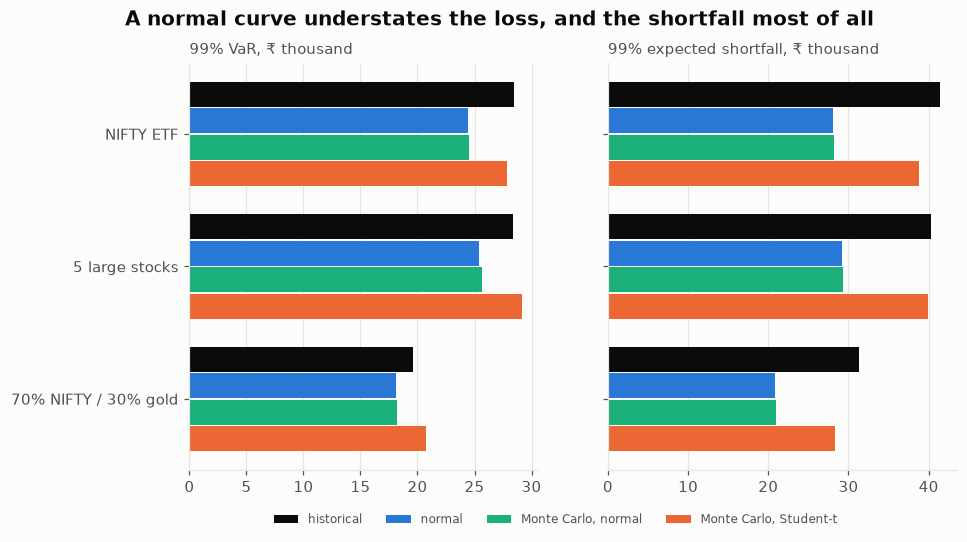 A normal curve understates the loss, and the shortfall most of all
99% VaR, ₹ thousand
99% expected shortfall, ₹ thousand
NIFTY ETF
5 large stocks
70% NIFTY / 30% gold
0 5 10 15 20 25 30
0 10 20 30 40
historical normal Monte Carlo, normal Monte Carlo, Student-t